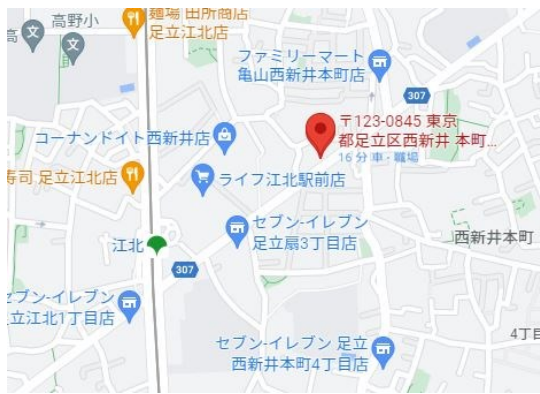 高野小
文
高
文
麺場 田所商店
足立江北店
ファミリーマート
亀山西新井本町店
307
〒123-0845 東京
都足立区西新井 本町...
16 分 車・職場
コーナンドイト西新井店
寿司 足立江北店
ライフ江北駅前店
セブン-イレブン
足立扇3丁目店
江北
西新井本町
307
セブン-イレブン
立江北1丁目店
4丁目
セブン-イレブン 足立
西新井本町4丁目店